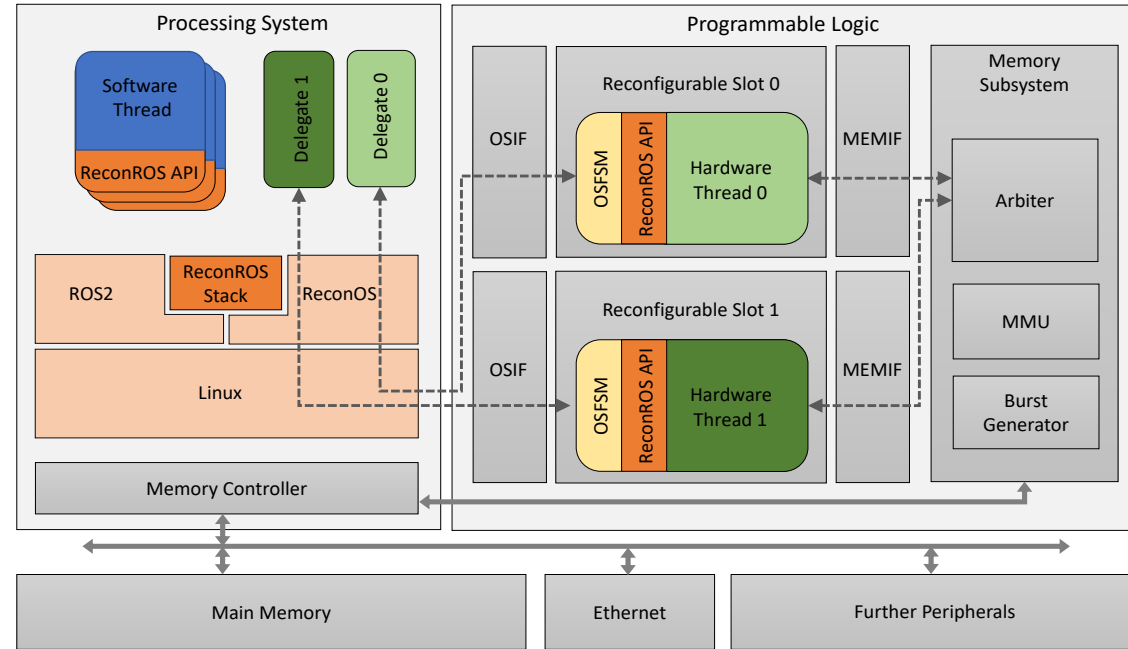 Processing System
Software
Thread
ReconROS API
Delegate 1
Delegate 0
ROS2
ReconROS
Stack
ReconOS
Linux
Memory Controller
Programmable Logic
OSIF
Reconfigurable Slot 0
OSFSM
ReconROS API
Hardware
Thread 0
MEMIF
OSIF
Reconfigurable Slot 1
OSFSM
ReconROS API
Hardware
Thread 1
MEMIF
Memory
Subsystem
Arbiter
MMU
Burst
Generator
Main Memory
Ethernet
Further Peripherals